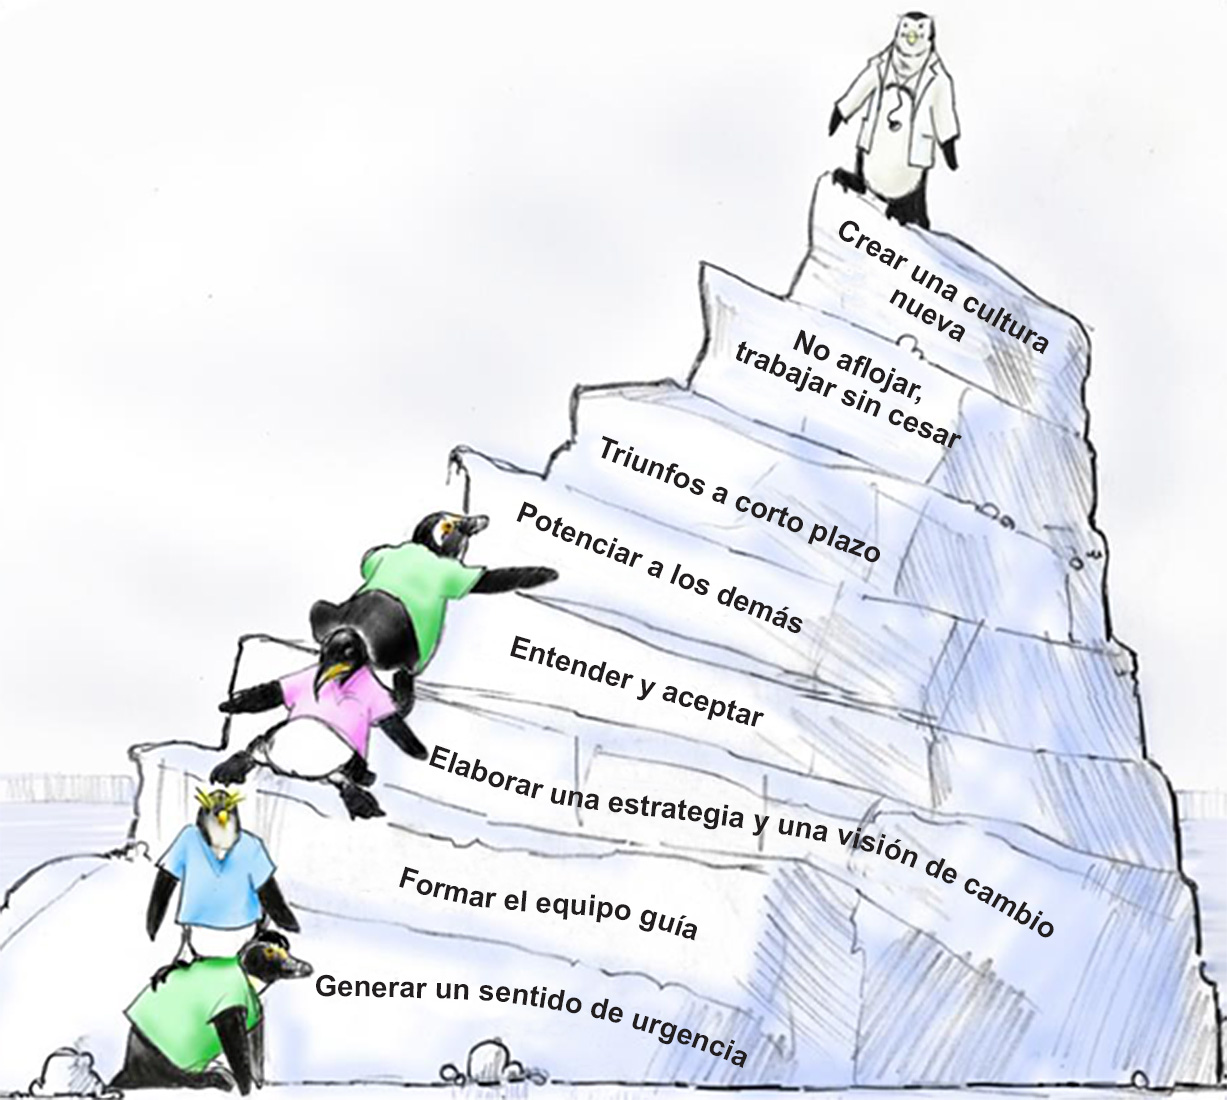 Crear una cultura
nueva
No aflojar,
trabajar sin cesar
Triunfos a corto plazo
Potenciar a los demás
Entender y aceptar
Elaborar una estrategia y una visión de cambio
Formar el equipo guía
Generar un sentido de urgencia